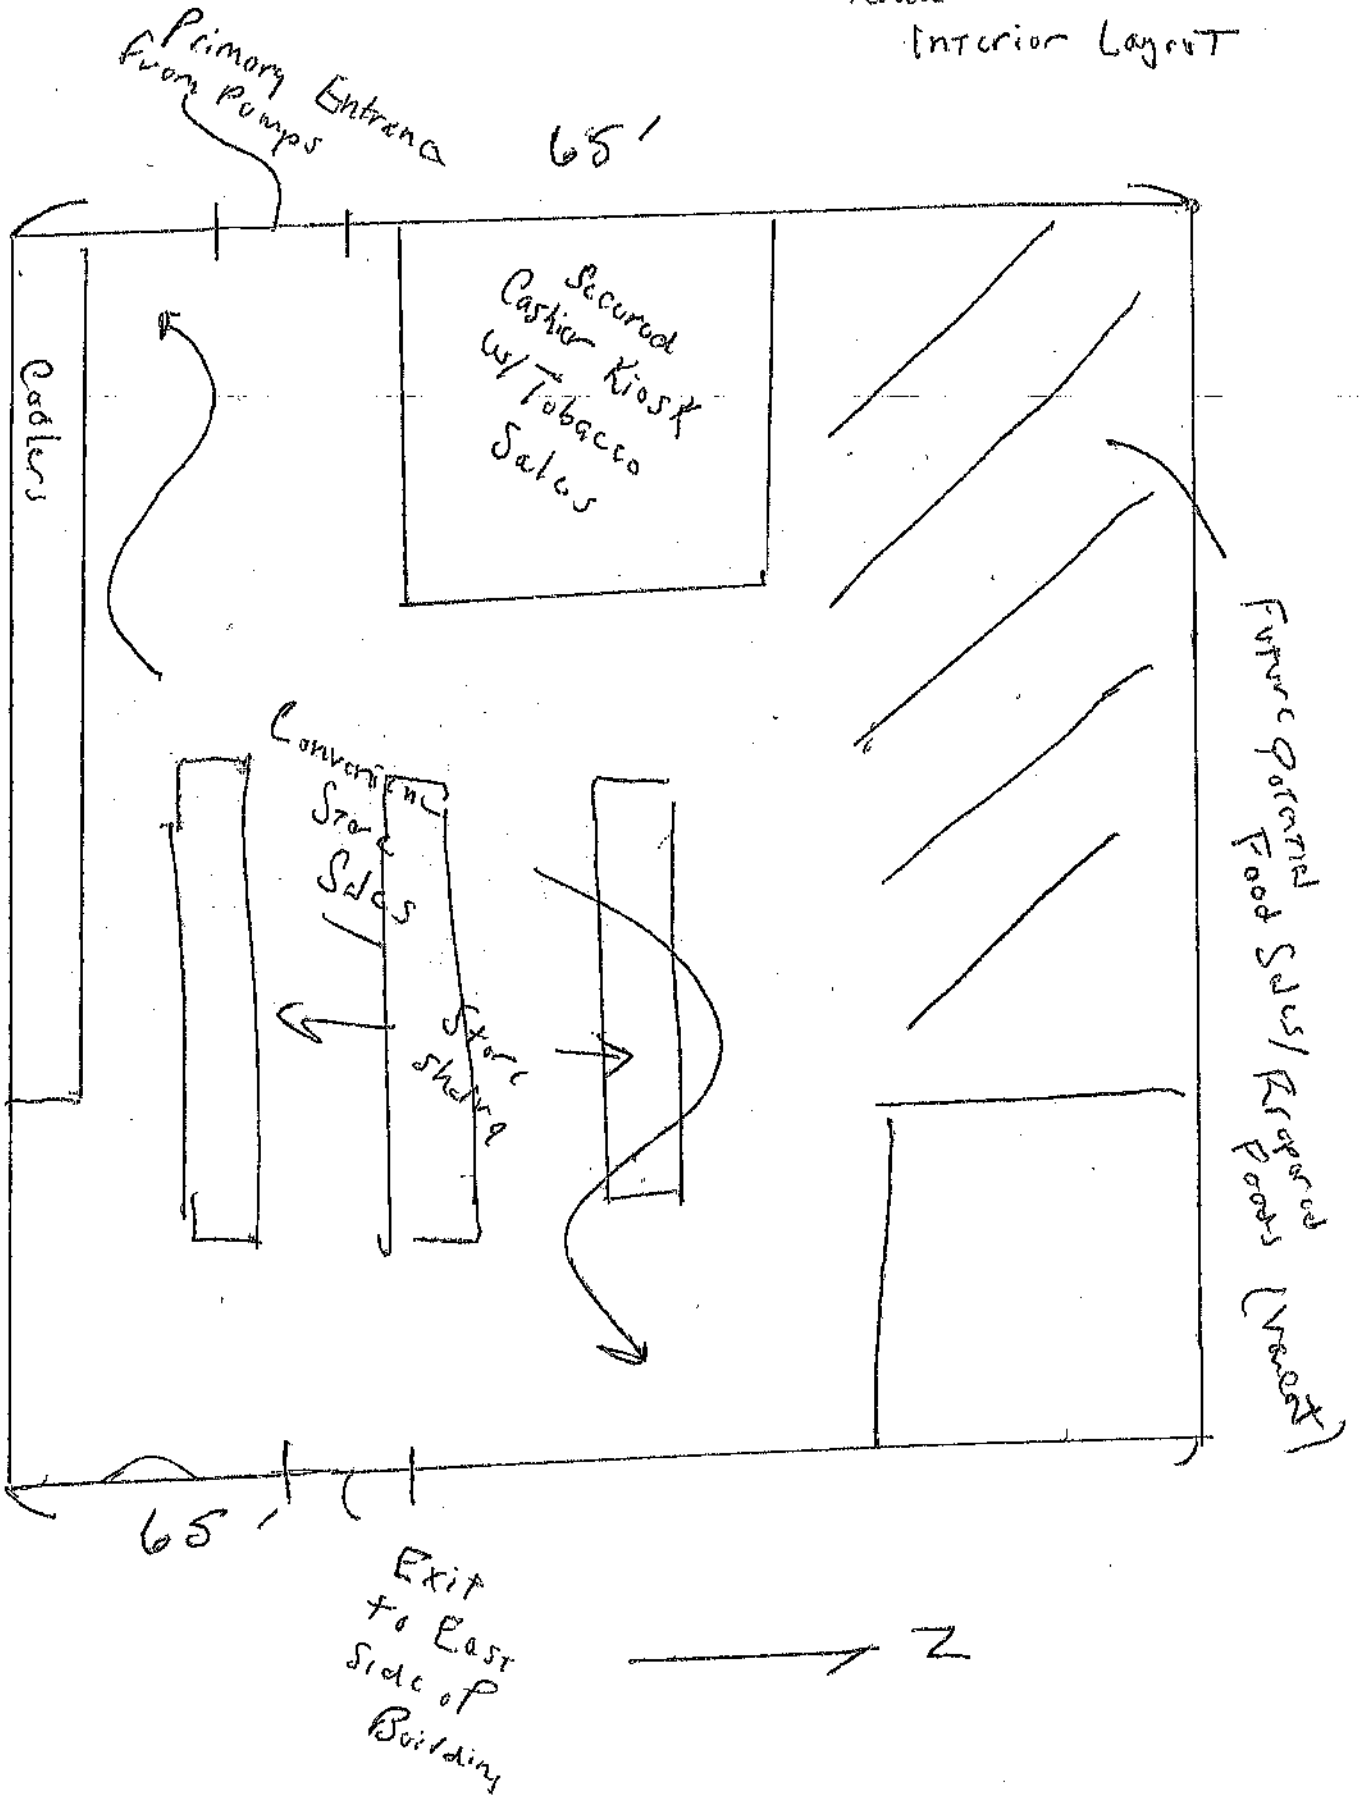 Interior Layout
Primary Entrance
from Pumps
65'
Secured
Cashier Kiosk
w/Tobacco
Sales
Coolers
Convenienc
Store
Sales
Store
Shelving
Future Potential
Food Sales/Prepared
Foods (Vacant)
65'
Exit
to East
Side of
Building
N